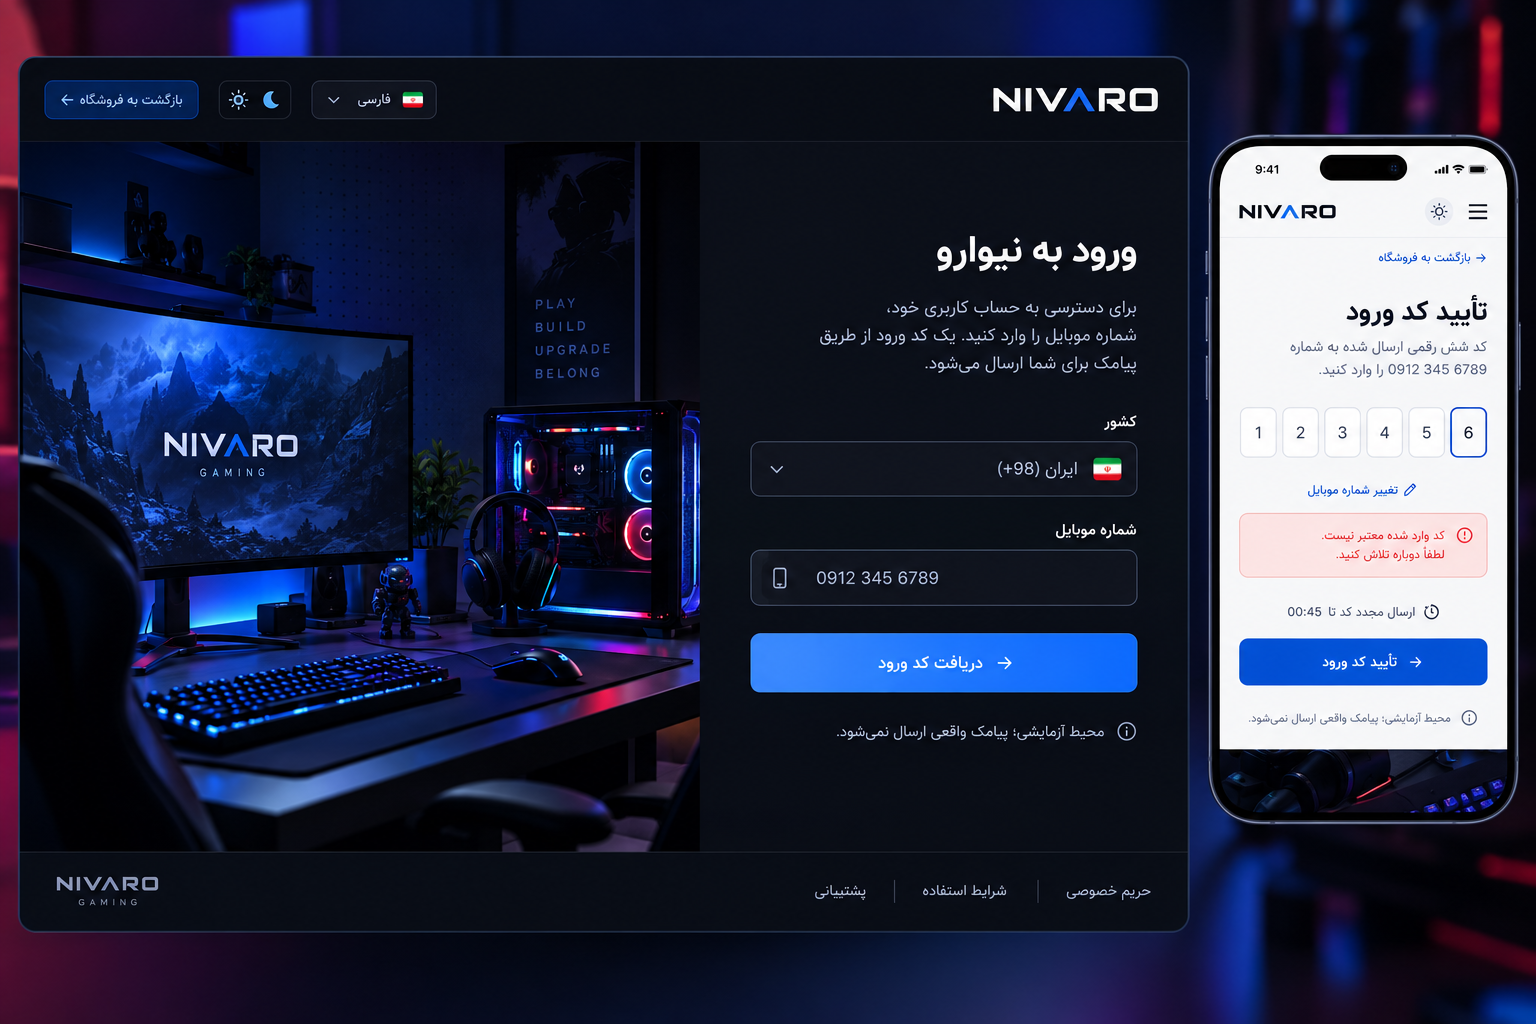 NIVARO
فارسی
بازگشت به فروشگاه
PLAY
BUILD
UPGRADE
BELONG
NIVARO
GAMING
ورود به نیوارو
برای دسترسی به حساب کاربری خود،
شماره موبایل را وارد کنید. یک کد ورود از طریق
پیامک برای شما ارسال می‌شود.
کشور
ایران (98+)
شماره موبایل
0912 345 6789
دریافت کد ورود
محیط آزمایشی؛ پیامک واقعی ارسال نمی‌شود.
حریم خصوصی
شرایط استفاده
پشتیبانی
NIVARO
GAMING
9:41
NIVARO
بازگشت به فروشگاه
تأیید کد ورود
کد شش رقمی ارسال شده به شماره
0912 345 6789 را وارد کنید.
1 2 3 4 5 6
تغییر شماره موبایل
کد وارد شده معتبر نیست.
لطفاً دوباره تلاش کنید.
ارسال مجدد کد تا 00:45
تأیید کد ورود
محیط آزمایشی؛ پیامک واقعی ارسال نمی‌شود.